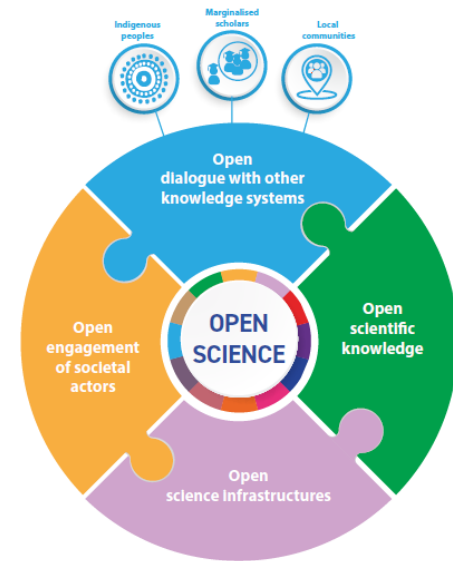 Indigenous
peoples
Marginalised
scholars
Local
communities
Open
dialogue with other
knowledge systems
Open
engagement
of societal
actors
OPEN
SCIENCE
Open
scientific
knowledge
Open
science infrastructures